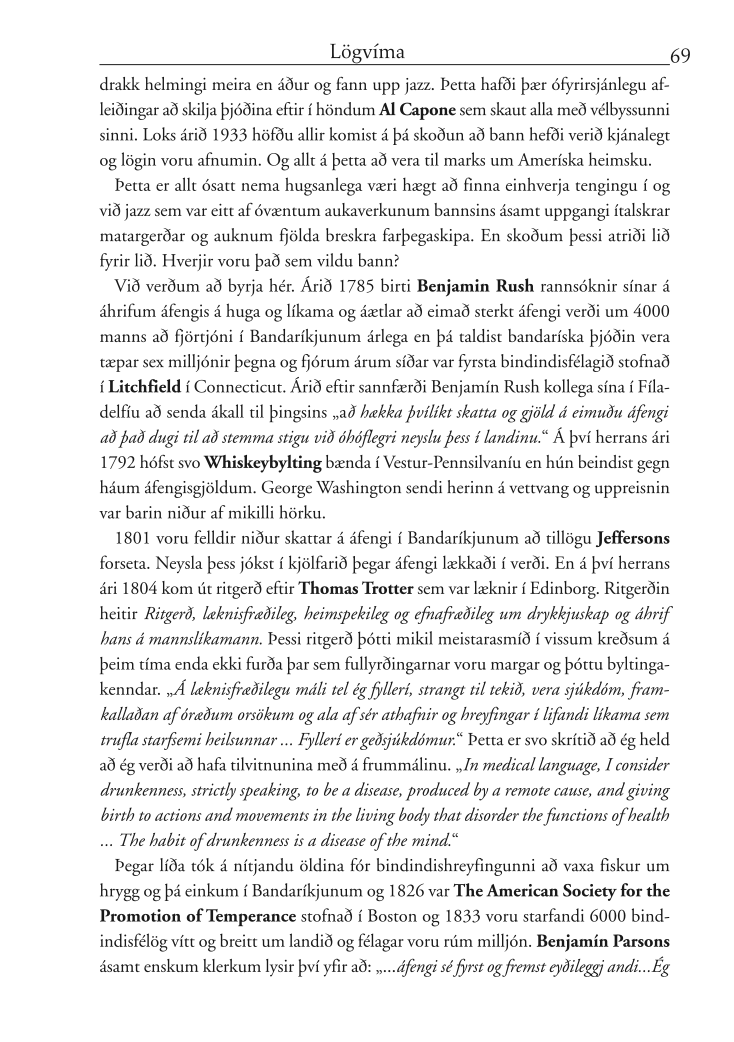 Lögvíma 69
drakk helmingi meira en áður og fann upp jazz. Þetta hafði þær ófyrirsjánlegu af-
leiðingar að skilja þjóðina eftir í höndum Al Capone sem skaut alla með vélbyssunni
sinni. Loks árið 1933 höfðu allir komist á þá skoðun að bann hefði verið kjánalegt
og lögin voru afnumin. Og allt á þetta að vera til marks um Ameríska heimsku.
Þetta er allt ósatt nema hugsanlega væri hægt að finna einhverja tengingu í og
við jazz sem var eitt af óvæntum aukaverkunum bannsins ásamt uppgangi ítalskrar
matargerðar og auknum fjölda breskra farþegaskipa. En skoðum þessi atriði lið
fyrir lið. Hverjir voru það sem vildu bann?
Við verðum að byrja hér. Árið 1785 birti Benjamin Rush rannsóknir sínar á
áhrifum áfengis á huga og líkama og áætlar að eimað sterkt áfengi verði um 4000
manns að fjörtjóni í Bandaríkjunum árlega en þá taldist bandaríska þjóðin vera
tæpar sex milljónir þegna og fjórum árum síðar var fyrsta bindindisfélagið stofnað
í Litchfield í Connecticut. Árið eftir sannfærði Benjamín Rush kollega sína í Fíla-
delfíu að senda ákall til þingsins „að hækka þvílíkt skatta og gjöld á eimuðu áfengi
að það dugi til að stemma stigu við óhóflegri neyslu þess í landinu.“ Á því herrans ári
1792 hófst svo Whiskeybylting bænda í Vestur-Pennsilvaníu en hún beindist gegn
háum áfengisgjöldum. George Washington sendi herinn á vettvang og uppreisnin
var barin niður af mikilli hörku.
1801 voru felldir niður skattar á áfengi í Bandaríkjunum að tillögu Jeffersons
forseta. Neysla þess jókst í kjölfarið þegar áfengi lækkaði í verði. En á því herrans
ári 1804 kom út ritgerð eftir Thomas Trotter sem var læknir í Edinborg. Ritgerðin
heitir Ritgerð, læknisfræðileg, heimspekileg og efnafræðileg um drykkjuskap og áhrif
hans á mannslíkamann. Þessi ritgerð þótti mikil meistarasmíð í vissum kreðsum á
þeim tíma enda ekki furða þar sem fullyrðingarnar voru margar og þóttu byltinga-
kenndar. „Á læknisfræðilegu máli tel ég fyllerí, strangt til tekið, vera sjúkdóm, fram-
kallaðan af óræðum orsökum og ala af sér athafnir og hreyfingar í lifandi líkama sem
trufla starfsemi heilsunnar ... Fyllerí er geðsjúkdómur.“ Þetta er svo skrítið að ég held
að ég verði að hafa tilvitnunina með á frummálinu. „In medical language, I consider
drunkenness, strictly speaking, to be a disease, produced by a remote cause, and giving
birth to actions and movements in the living body that disorder the functions of health
... The habit of drunkenness is a disease of the mind.“
Þegar líða tók á nítjandu öldina fór bindindishreyfingunni að vaxa fiskur um
hrygg og þá einkum í Bandaríkjunum og 1826 var The American Society for the
Promotion of Temperance stofnað í Boston og 1833 voru starfandi 6000 bind-
indisfélög vítt og breitt um landið og félagar voru rúm milljón. Benjamín Parsons
ásamt enskum klerkum lysir því yfir að: „...áfengi sé fyrst og fremst eyðileggj andi...Ég